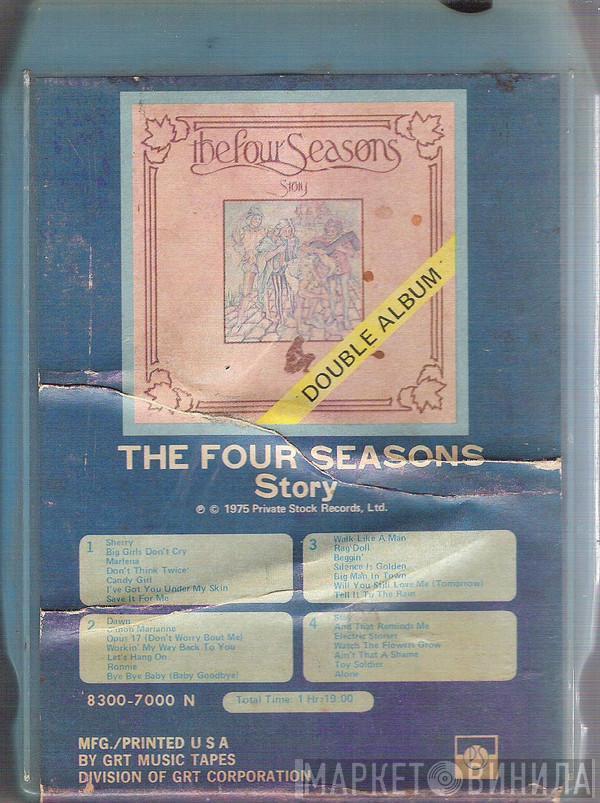 the Four Seasons
Story
DOUBLE ALBUM
THE FOUR SEASONS
Story
℗ © 1975 Private Stock Records, Ltd.
1
Sherry
Big Girls Don't Cry
Marlena
Don't Think Twice
Candy Girl
I've Got You Under My Skin
Save It For Me
2
Dawn
C'mon Marianne
Opus 17 (Don't Worry Bout Me)
Workin' My Way Back To You
Let's Hang On
Ronnie
Bye Bye Baby (Baby Goodbye)
3
Walk Like A Man
Rag Doll
Beggin'
Silence Is Golden
Big Man In Town
Will You Still Love Me (Tomorrow)
Tell It To The Rain
4
Stay
And That Reminds Me
Electric Stories
Watch The Flowers Grow
Ain't That A Shame
Toy Soldier
Alone
8300-7000 N
Total Time: 1 Hr:19:00
MFG./PRINTED U S A
BY GRT MUSIC TAPES
DIVISION OF GRT CORPORATION
МАРКЕТ ВИНИЛА